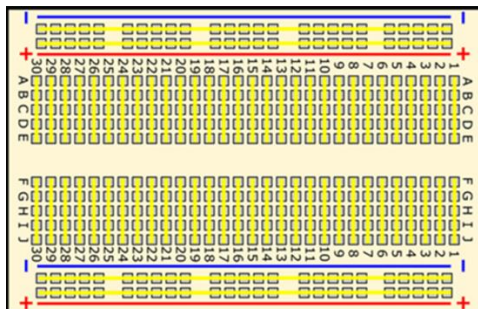 - -
+ 30 29 28 27 26 25 24 23 22 21 20 19 18 17 16 15 14 13 12 11 10 9 8 7 6 5 4 3 2 1 +
A A
B B
C C
D D
E E
F F
G G
H H
I I
J J
- 30 29 28 27 26 25 24 23 22 21 20 19 18 17 16 15 14 13 12 11 10 9 8 7 6 5 4 3 2 1 -
+ +